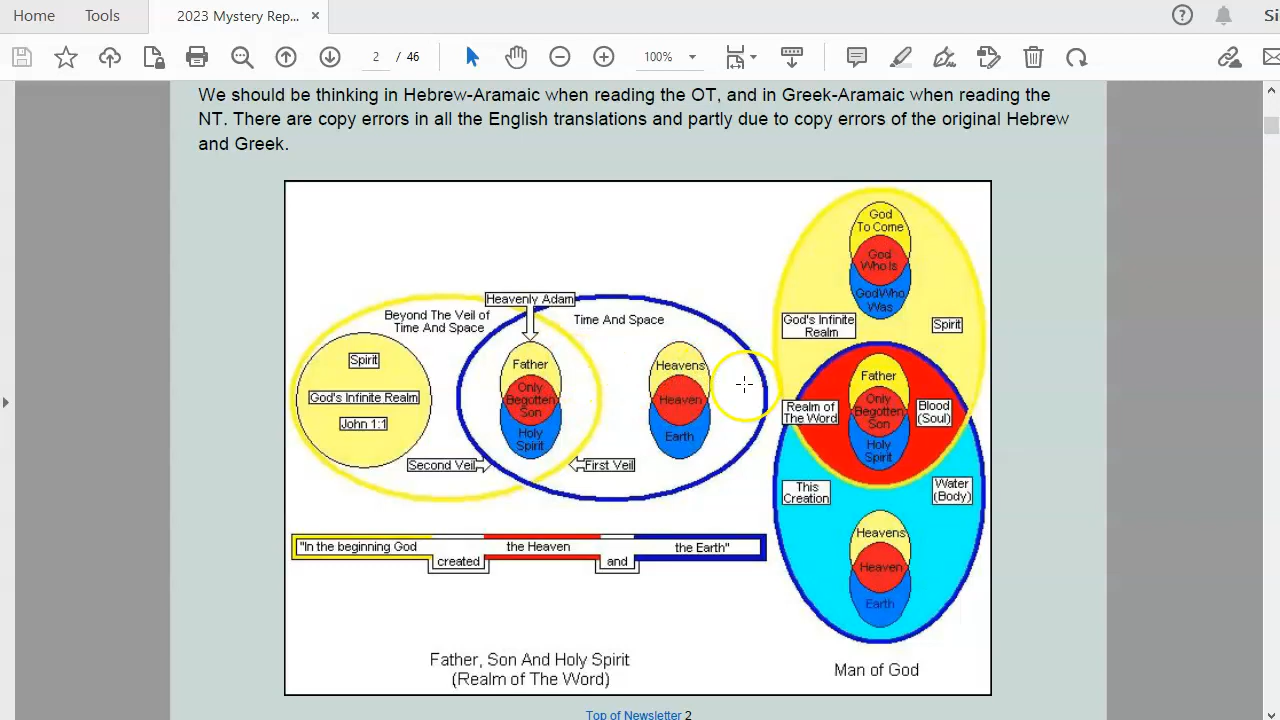 Home
Tools
2023 Mystery Rep...
×
Si
2 / 46
100%
We should be thinking in Hebrew-Aramaic when reading the OT, and in Greek-Aramaic when reading the
NT. There are copy errors in all the English translations and partly due to copy errors of the original Hebrew
and Greek.
Heavenly Adam
Beyond The Veil of
Time And Space
Time And Space
Spirit
God's Infinite Realm
John 1:1
Father
Only
Begotten
Son
Holy
Spirit
Heavens
Heaven
Earth
Second Veil
First Veil
"In the beginning God
created
the Heaven
and
the Earth"
Father, Son And Holy Spirit
(Realm of The Word)
God
To Come
God
Who Is
God Who
Was
God's Infinite
Realm
Spirit
Father
Only
Begotten
Son
Holy
Spirit
Realm of
The Word
Blood
(Soul)
This
Creation
Water
(Body)
Heavens
Heaven
Earth
Man of God
Top of Newsletter 2